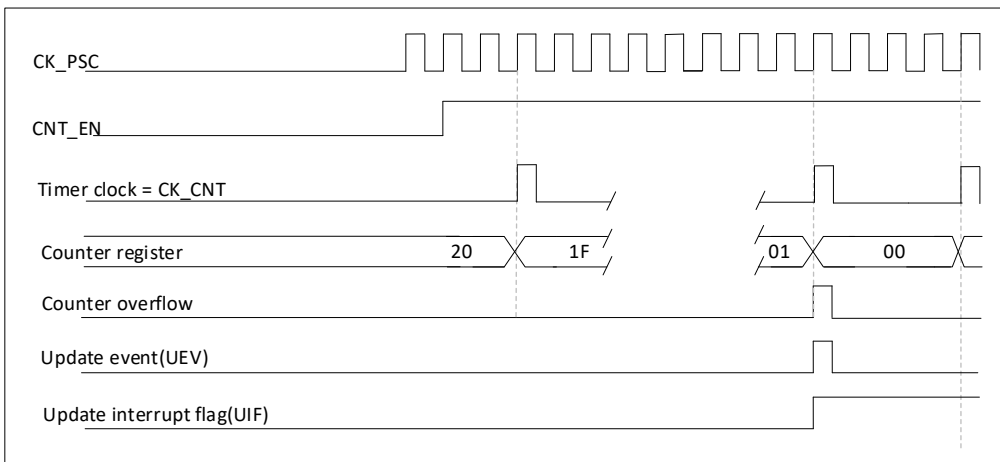 CK_PSC
CNT_EN
Timer clock = CK_CNT
Counter register 20 1F 01 00
Counter overflow
Update event(UEV)
Update interrupt flag(UIF)